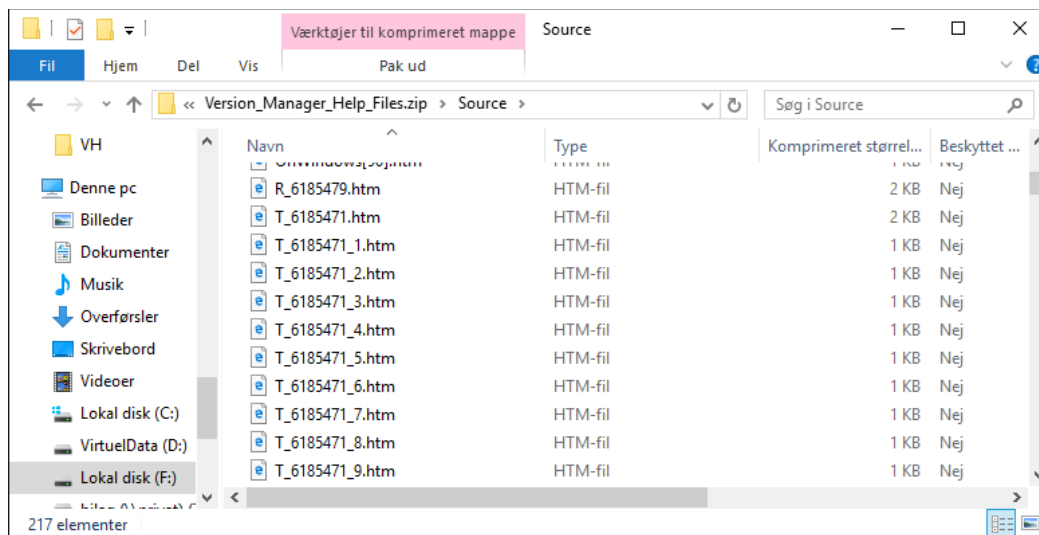 Værktøjer til komprimeret mappe Source
Fil Hjem Del Vis Pak ud
« Version_Manager_Help_Files.zip › Source › Søg i Source
VH
Denne pc
Billeder
Dokumenter
Musik
Overførsler
Skrivebord
Videoer
Lokal disk (C:)
VirtuelData (D:)
Lokal disk (F:)
Navn Type Komprimeret størrel... Beskyttet ...
R_6185479.htm HTM-fil 2 KB Nej
T_6185471.htm HTM-fil 2 KB Nej
T_6185471_1.htm HTM-fil 1 KB Nej
T_6185471_2.htm HTM-fil 1 KB Nej
T_6185471_3.htm HTM-fil 1 KB Nej
T_6185471_4.htm HTM-fil 1 KB Nej
T_6185471_5.htm HTM-fil 1 KB Nej
T_6185471_6.htm HTM-fil 1 KB Nej
T_6185471_7.htm HTM-fil 1 KB Nej
T_6185471_8.htm HTM-fil 1 KB Nej
T_6185471_9.htm HTM-fil 1 KB Nej
217 elementer